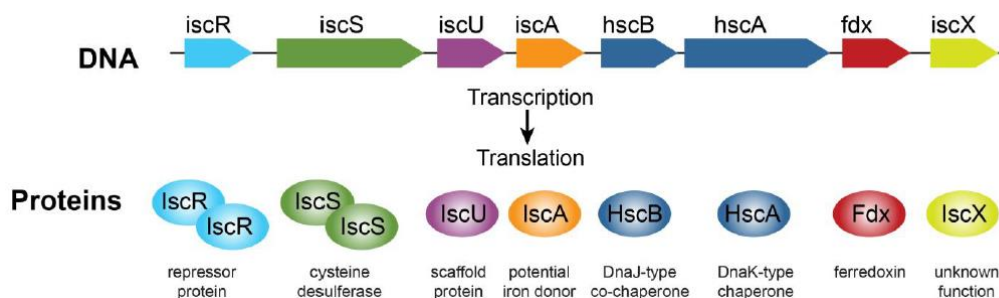 iscR iscS iscU iscA hscB hscA fdx iscX
DNA
Transcription
Translation
Proteins
IscR IscS IscU IscA HscB HscA Fdx IscX
IscR IscS
repressor cysteine scaffold potential DnaJ-type DnaK-type ferredoxin unknown
protein desulferase protein iron donor co-chaperone chaperone function